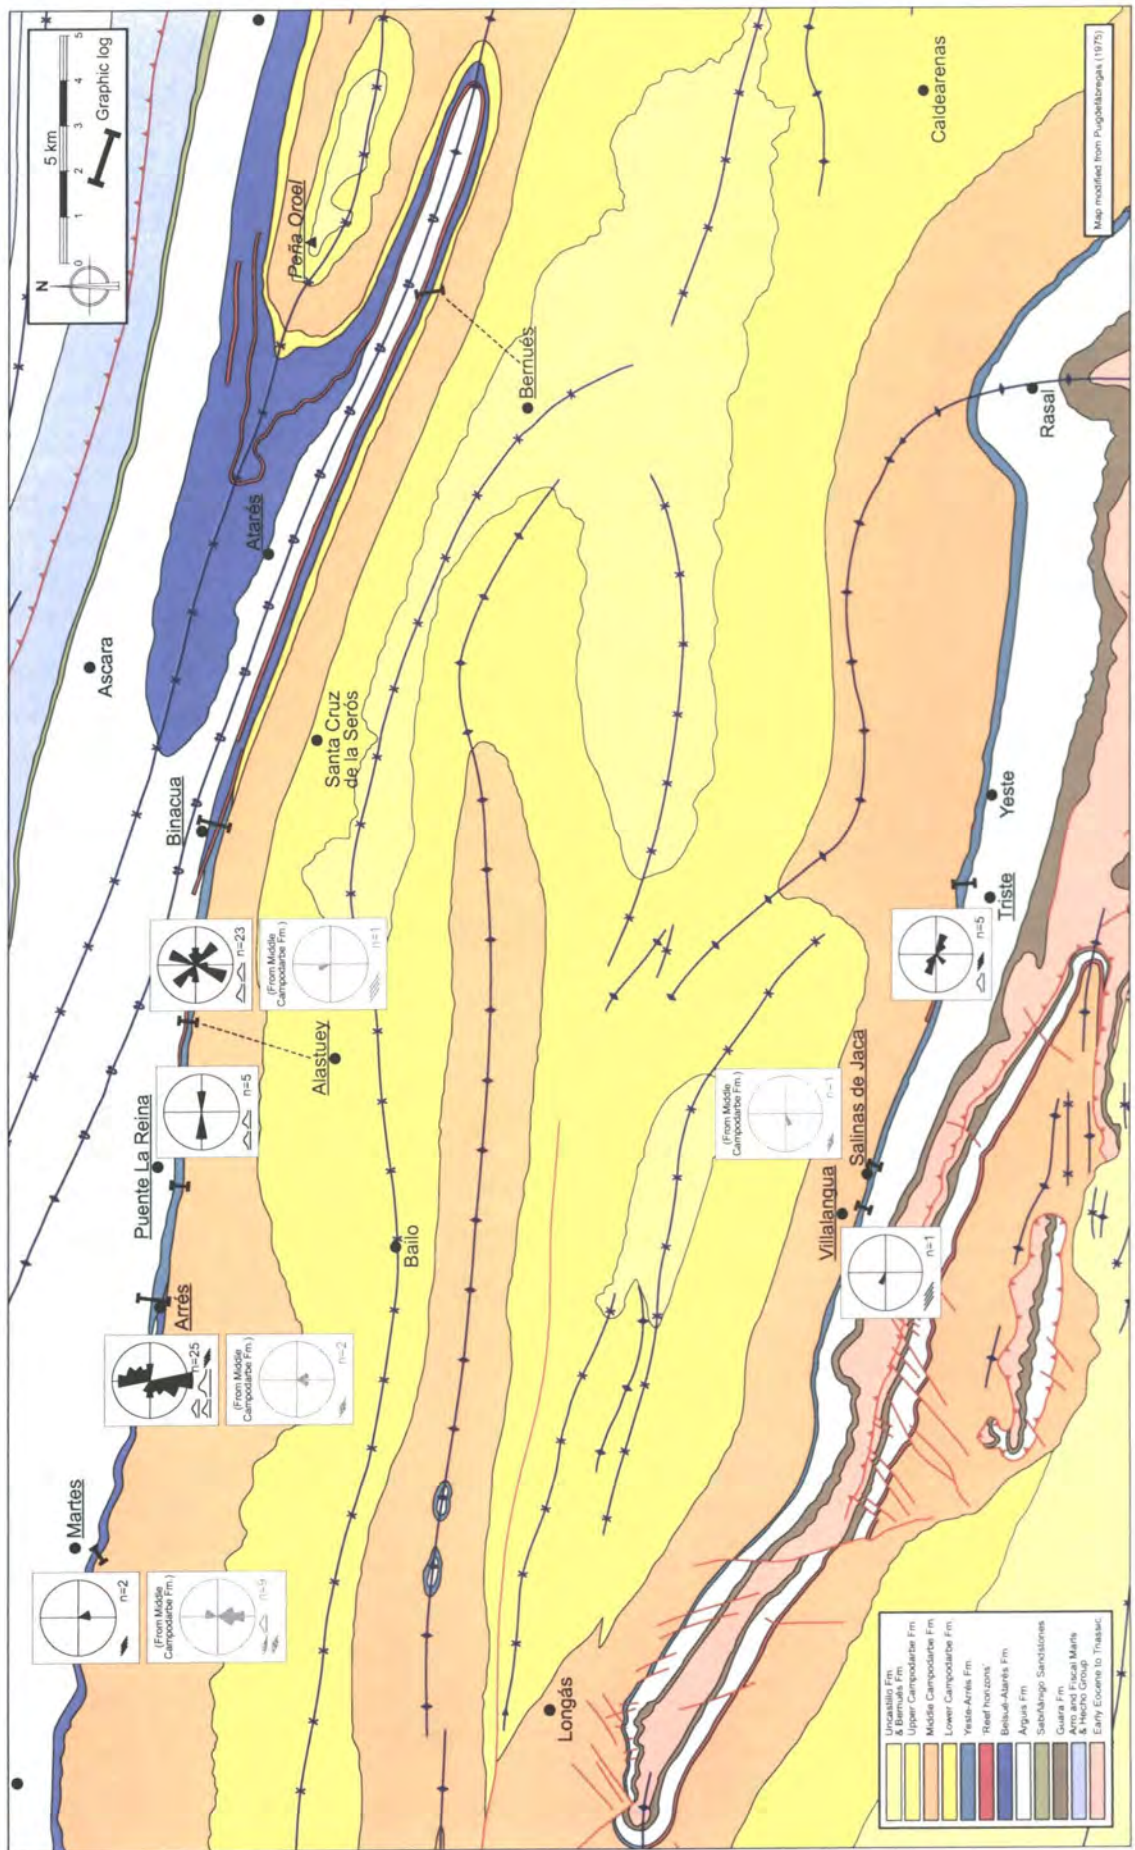 N
5 km
0 1 2 3 4 5
Graphic log
Martes
n=2
(From Middle
Campodarbe Fm.)
n=9
Arrés
n=25
(From Middle
Campodarbe Fm.)
n=2
Puente La Reina
n=5
Alastuey
n=23
(From Middle
Campodarbe Fm.)
n=1
Binacua
Ascara
Atarés
Peña Oroel
Bernués
Santa Cruz
de la Serós
Bailo
Longás
(From Middle
Campodarbe Fm.)
n=1
Villalangua
Salinas de Jaca
n=1
Triste
n=5
Yeste
Rasal
Caldearenas
Uncastillo Fm
& Bernués Fm
Upper Campodarbe Fm
Middle Campodarbe Fm
Lower Campodarbe Fm
Yeste-Arrés Fm
'Reef horizons'
Belsué-Atarés Fm
Arguis Fm
Sabiñánigo Sandstones
Guara Fm
Arro and Fiscal Marls
& Hecho Group
Early Eocene to Triassic
Map modified from Puigdefàbregas (1975)